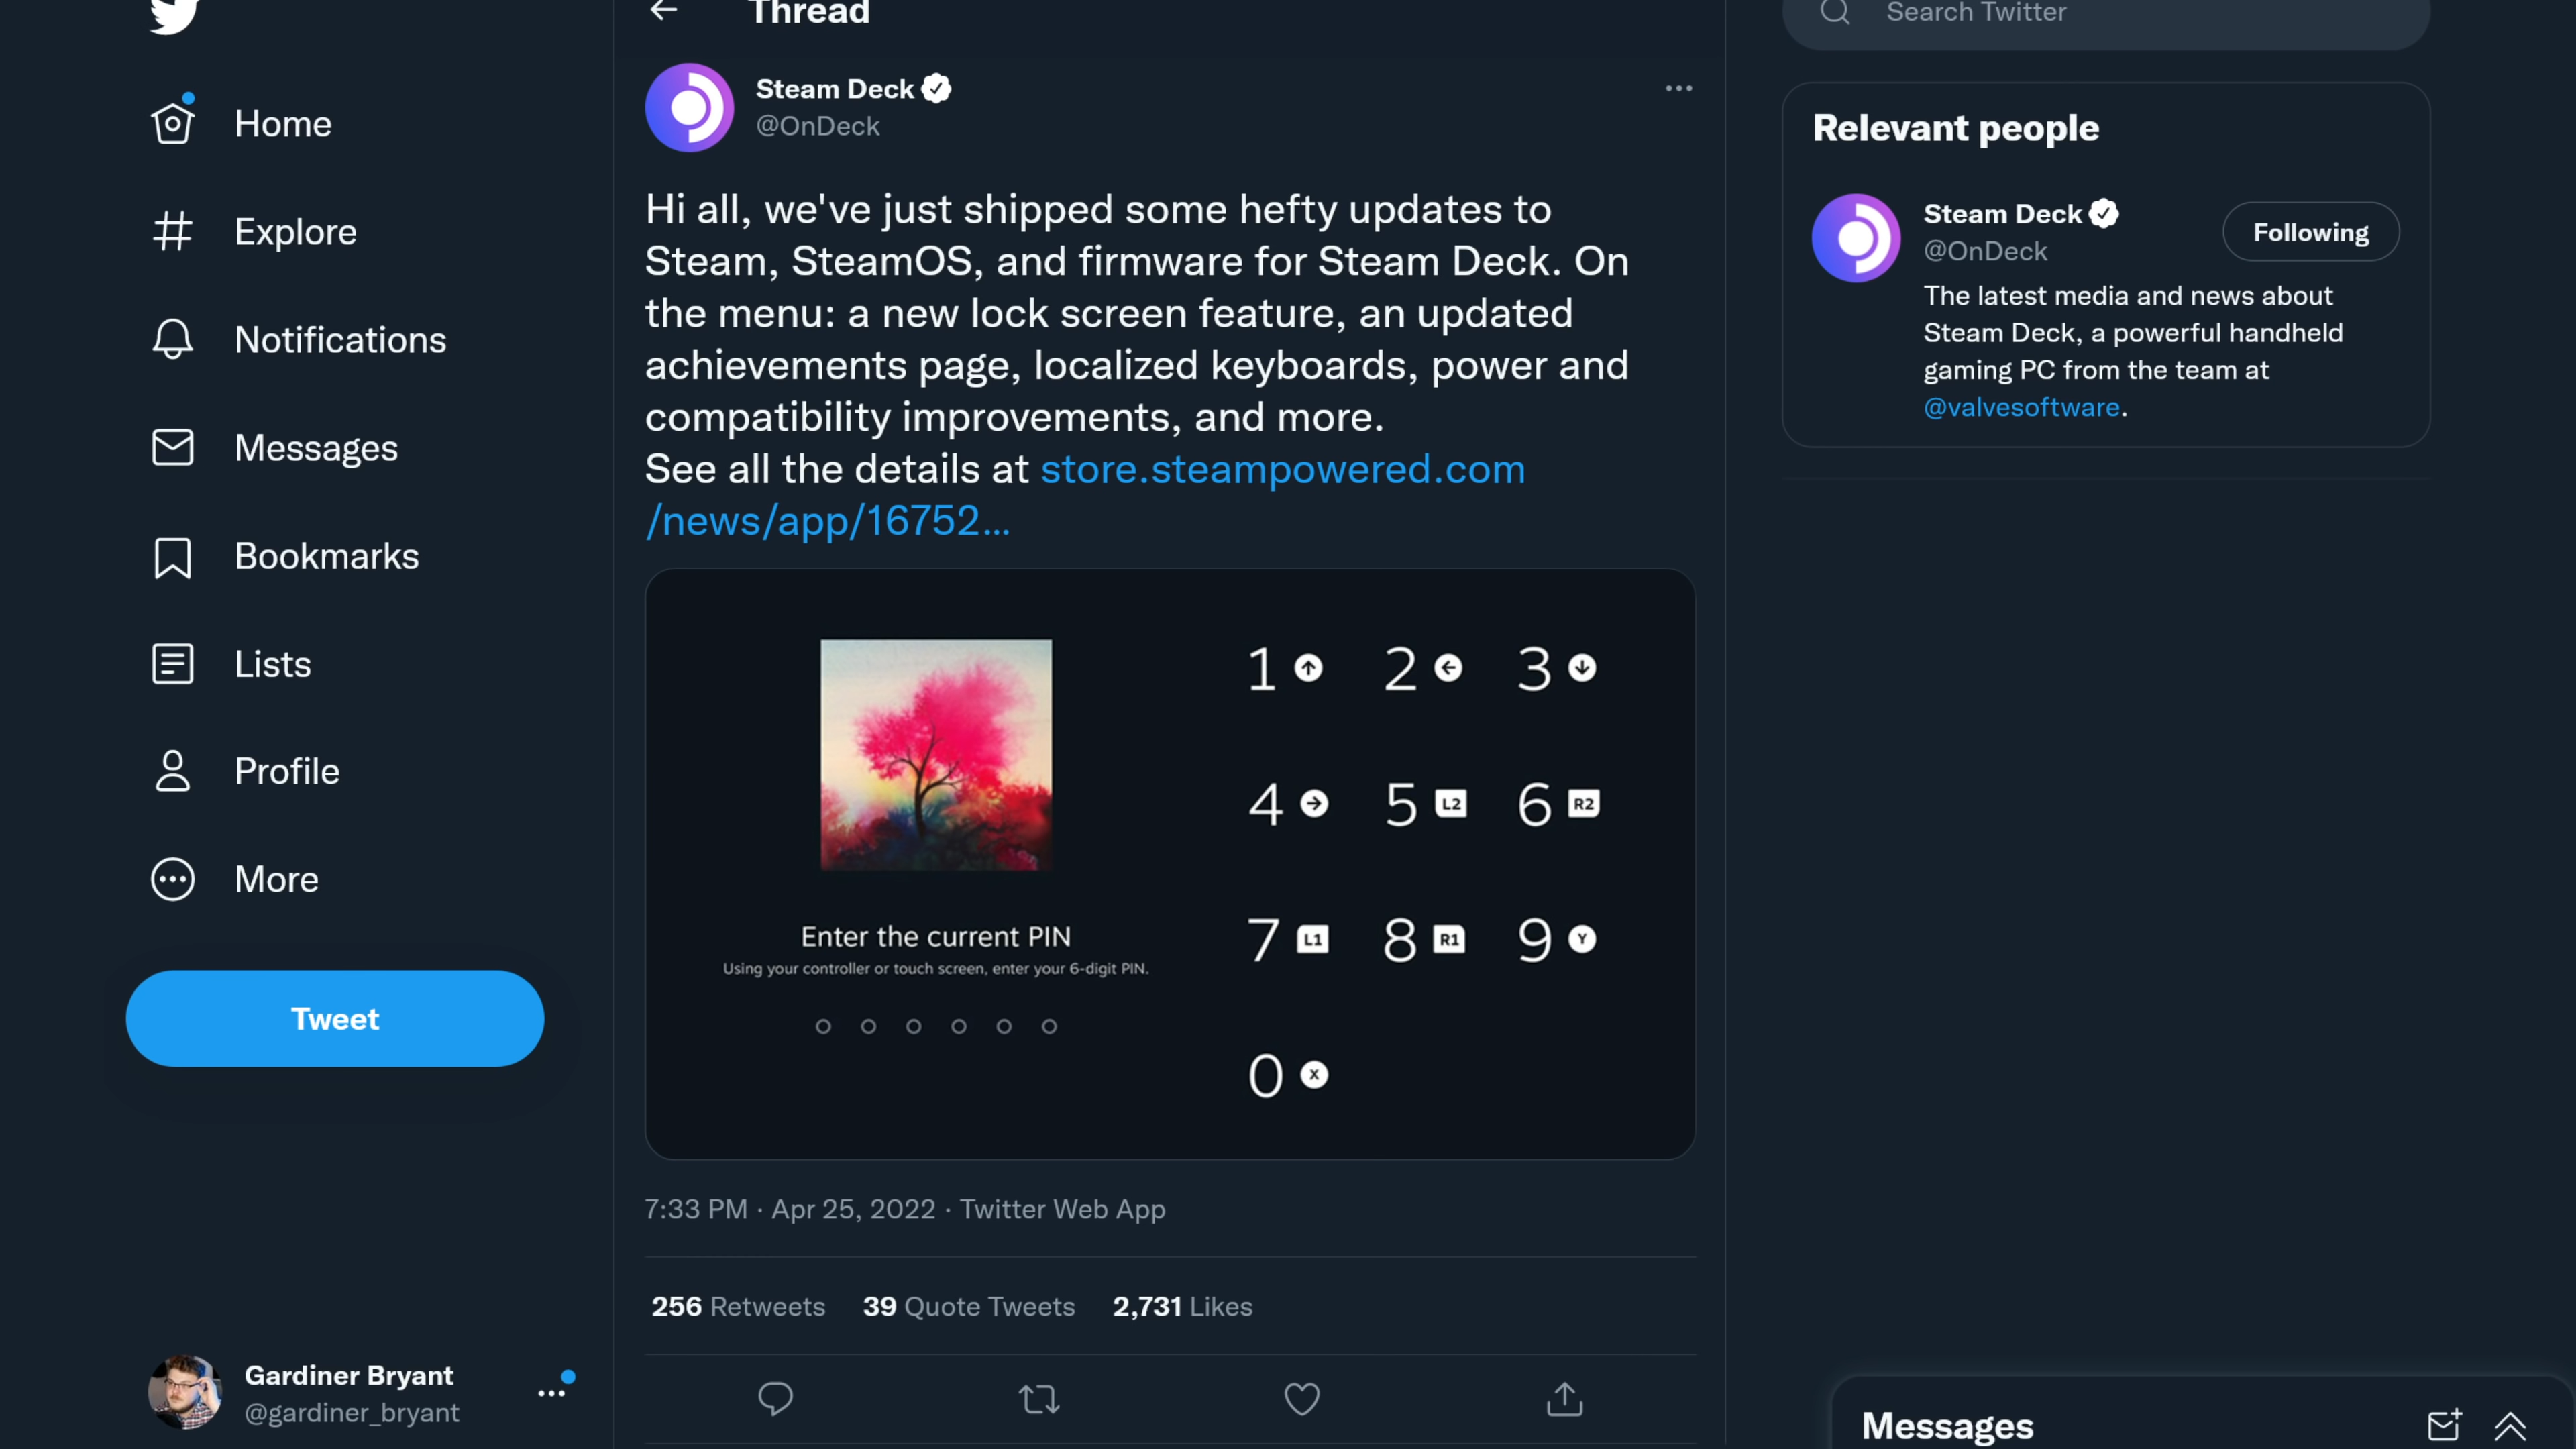 Thread
Search Twitter
Home
Explore
Notifications
Messages
Bookmarks
Lists
Profile
More
Tweet
Gardiner Bryant
@gardiner_bryant
Steam Deck
@OnDeck
Hi all, we've just shipped some hefty updates to
Steam, SteamOS, and firmware for Steam Deck. On
the menu: a new lock screen feature, an updated
achievements page, localized keyboards, power and
compatibility improvements, and more.
See all the details at store.steampowered.com
/news/app/16752…
Enter the current PIN
Using your controller or touch screen, enter your 6-digit PIN.
1 2 3
4 5 L2 6 R2
7 L1 8 R1 9 Y
0 X
7:33 PM · Apr 25, 2022 · Twitter Web App
256 Retweets 39 Quote Tweets 2,731 Likes
Relevant people
Steam Deck
@OnDeck
Following
The latest media and news about
Steam Deck, a powerful handheld
gaming PC from the team at
@valvesoftware.
Messages